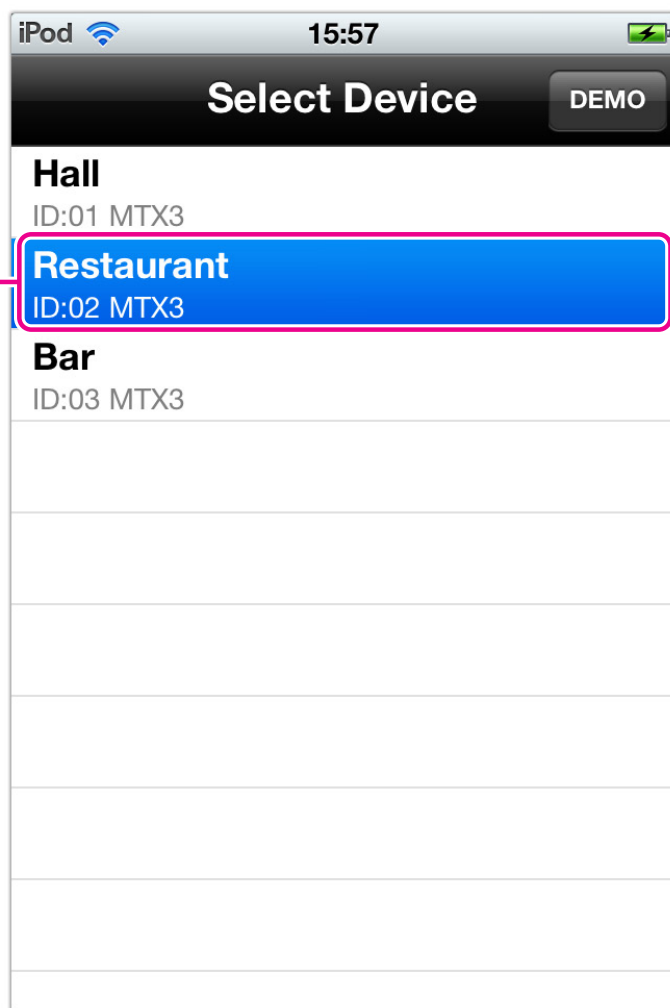 iPod 15:57
Select Device DEMO
Hall
ID:01 MTX3
Restaurant
ID:02 MTX3
Bar
ID:03 MTX3